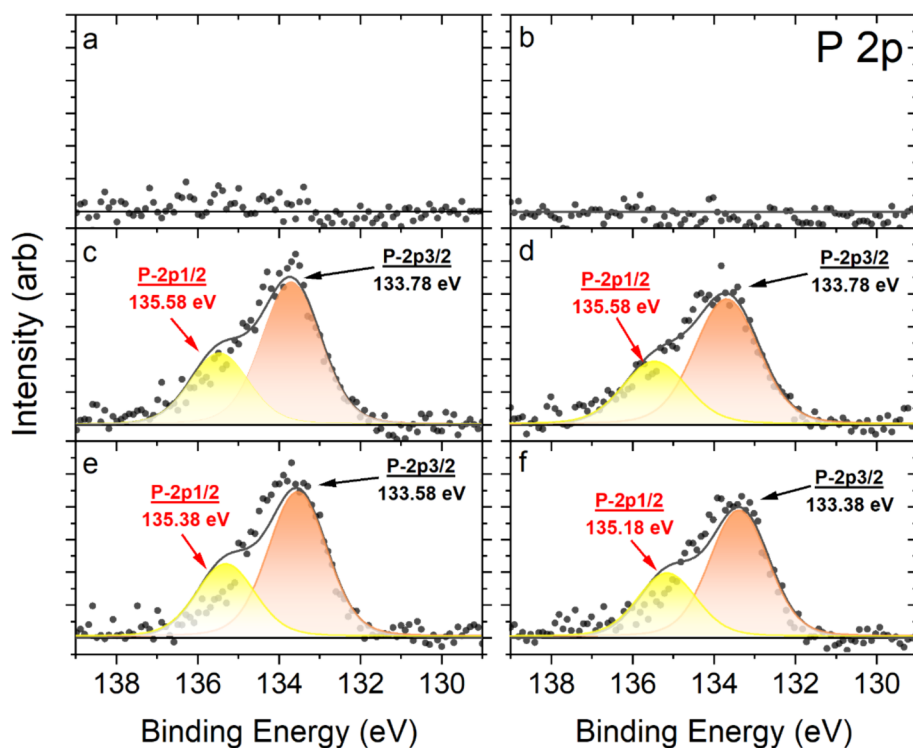 a
b
P 2p
c
P-2p1/2
135.58 eV
P-2p3/2
133.78 eV
d
P-2p1/2
135.58 eV
P-2p3/2
133.78 eV
e
P-2p1/2
135.38 eV
P-2p3/2
133.58 eV
f
P-2p1/2
135.18 eV
P-2p3/2
133.38 eV
Intensity (arb)
138 136 134 132 130
138 136 134 132 130
Binding Energy (eV)
Binding Energy (eV)